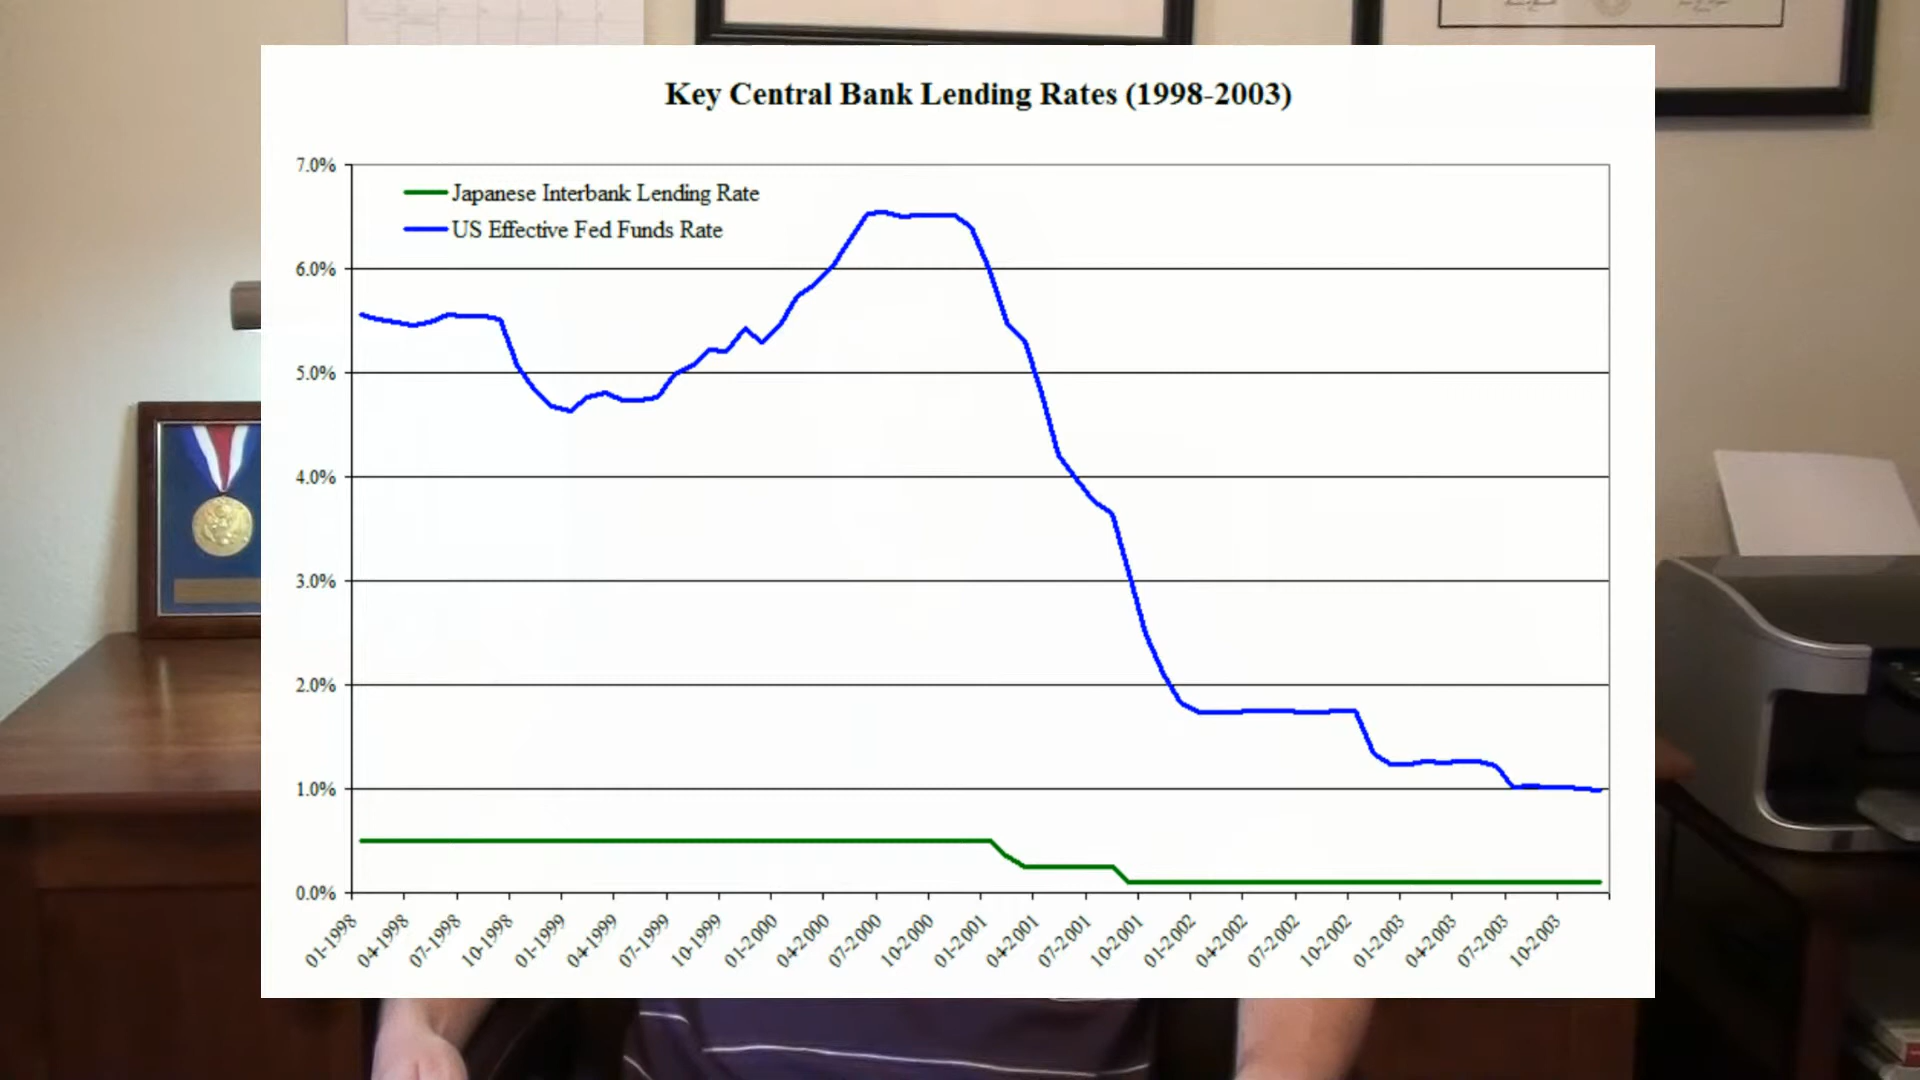 Key Central Bank Lending Rates (1998-2003)
7.0%
Japanese Interbank Lending Rate
US Effective Fed Funds Rate
6.0%
5.0%
4.0%
3.0%
2.0%
1.0%
0.0%
01-1998 04-1998 07-1998 10-1998 01-1999 04-1999 07-1999 10-1999 01-2000 04-2000 07-2000 10-2000 01-2001 04-2001 07-2001 10-2001 01-2002 04-2002 07-2002 10-2002 01-2003 04-2003 07-2003 10-2003